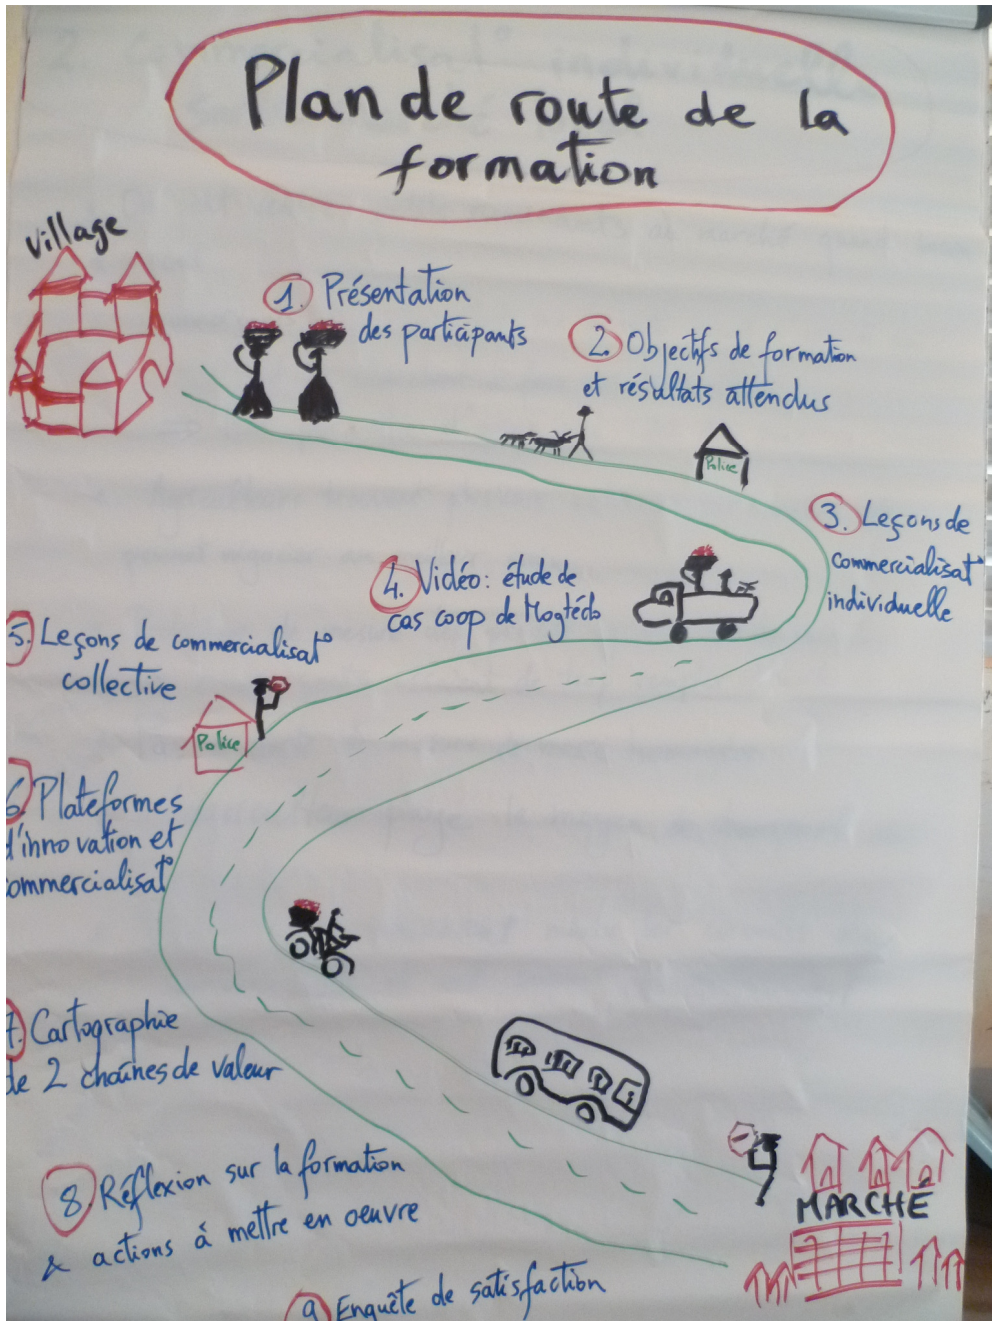 Plan de route de la
formation
village
1. Présentation
des participants
2. Objectifs de formation
et résultats attendus
Police
3. Leçons de
commercialisat°
individuelle
4. Vidéo : étude de
cas coop de Mogtédo
5. Leçons de commercialisat°
collective
Police
6. Plateformes
d'innovation et
commercialisat°
7. Cartographie
de 2 chaînes de valeur
8. Réflexion sur la formation
& actions à mettre en oeuvre
MARCHÉ
9 Enquête de satisfaction